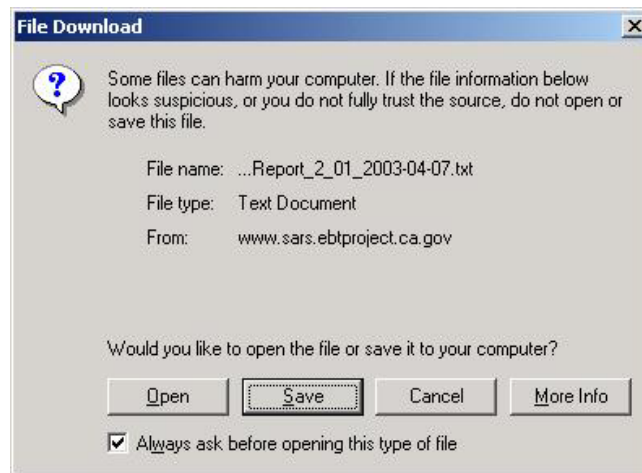 File Download
Some files can harm your computer. If the file information below
looks suspicious, or you do not fully trust the source, do not open or
save this file.
File name: ...Report_2_01_2003-04-07.txt
File type: Text Document
From: www.sars.ebtproject.ca.gov
Would you like to open the file or save it to your computer?
Open Save Cancel More Info
Always ask before opening this type of file